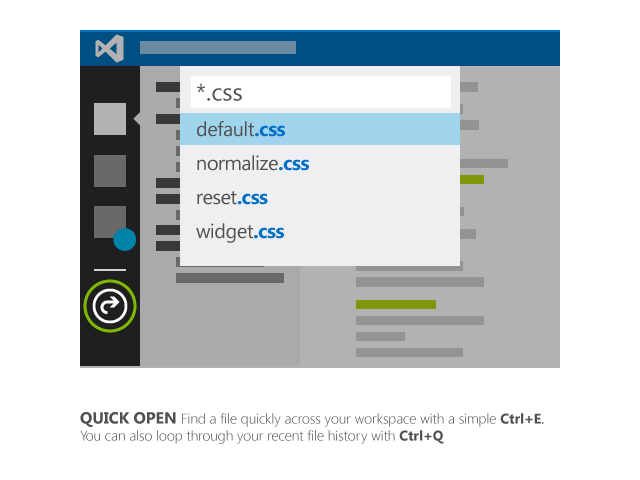 *.css
default.css
normalize.css
reset.css
widget.css
QUICK OPEN Find a file quickly across your workspace with a simple Ctrl+E.
You can also loop through your recent file history with Ctrl+Q